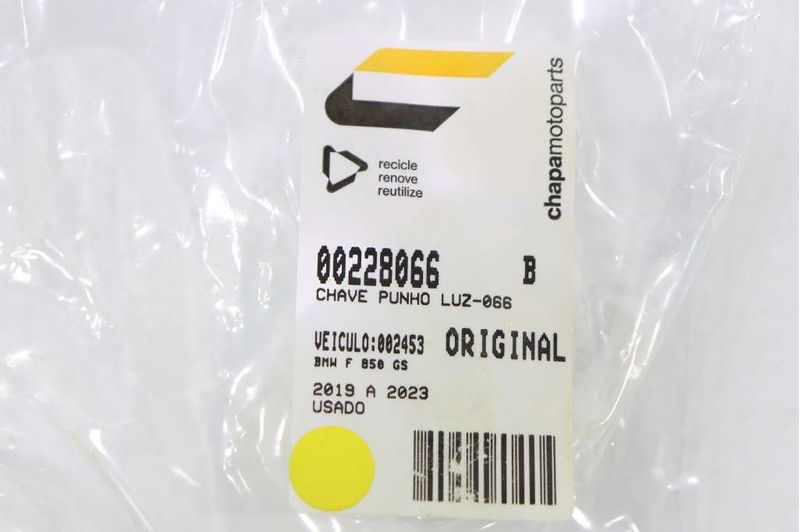 chapamotoparts
recicle
renove
reutilize
00228066 B
CHAVE PUNHO LUZ-066
VEICULO:002453 ORIGINAL
BMW F 850 GS
2019 A 2023
USADO